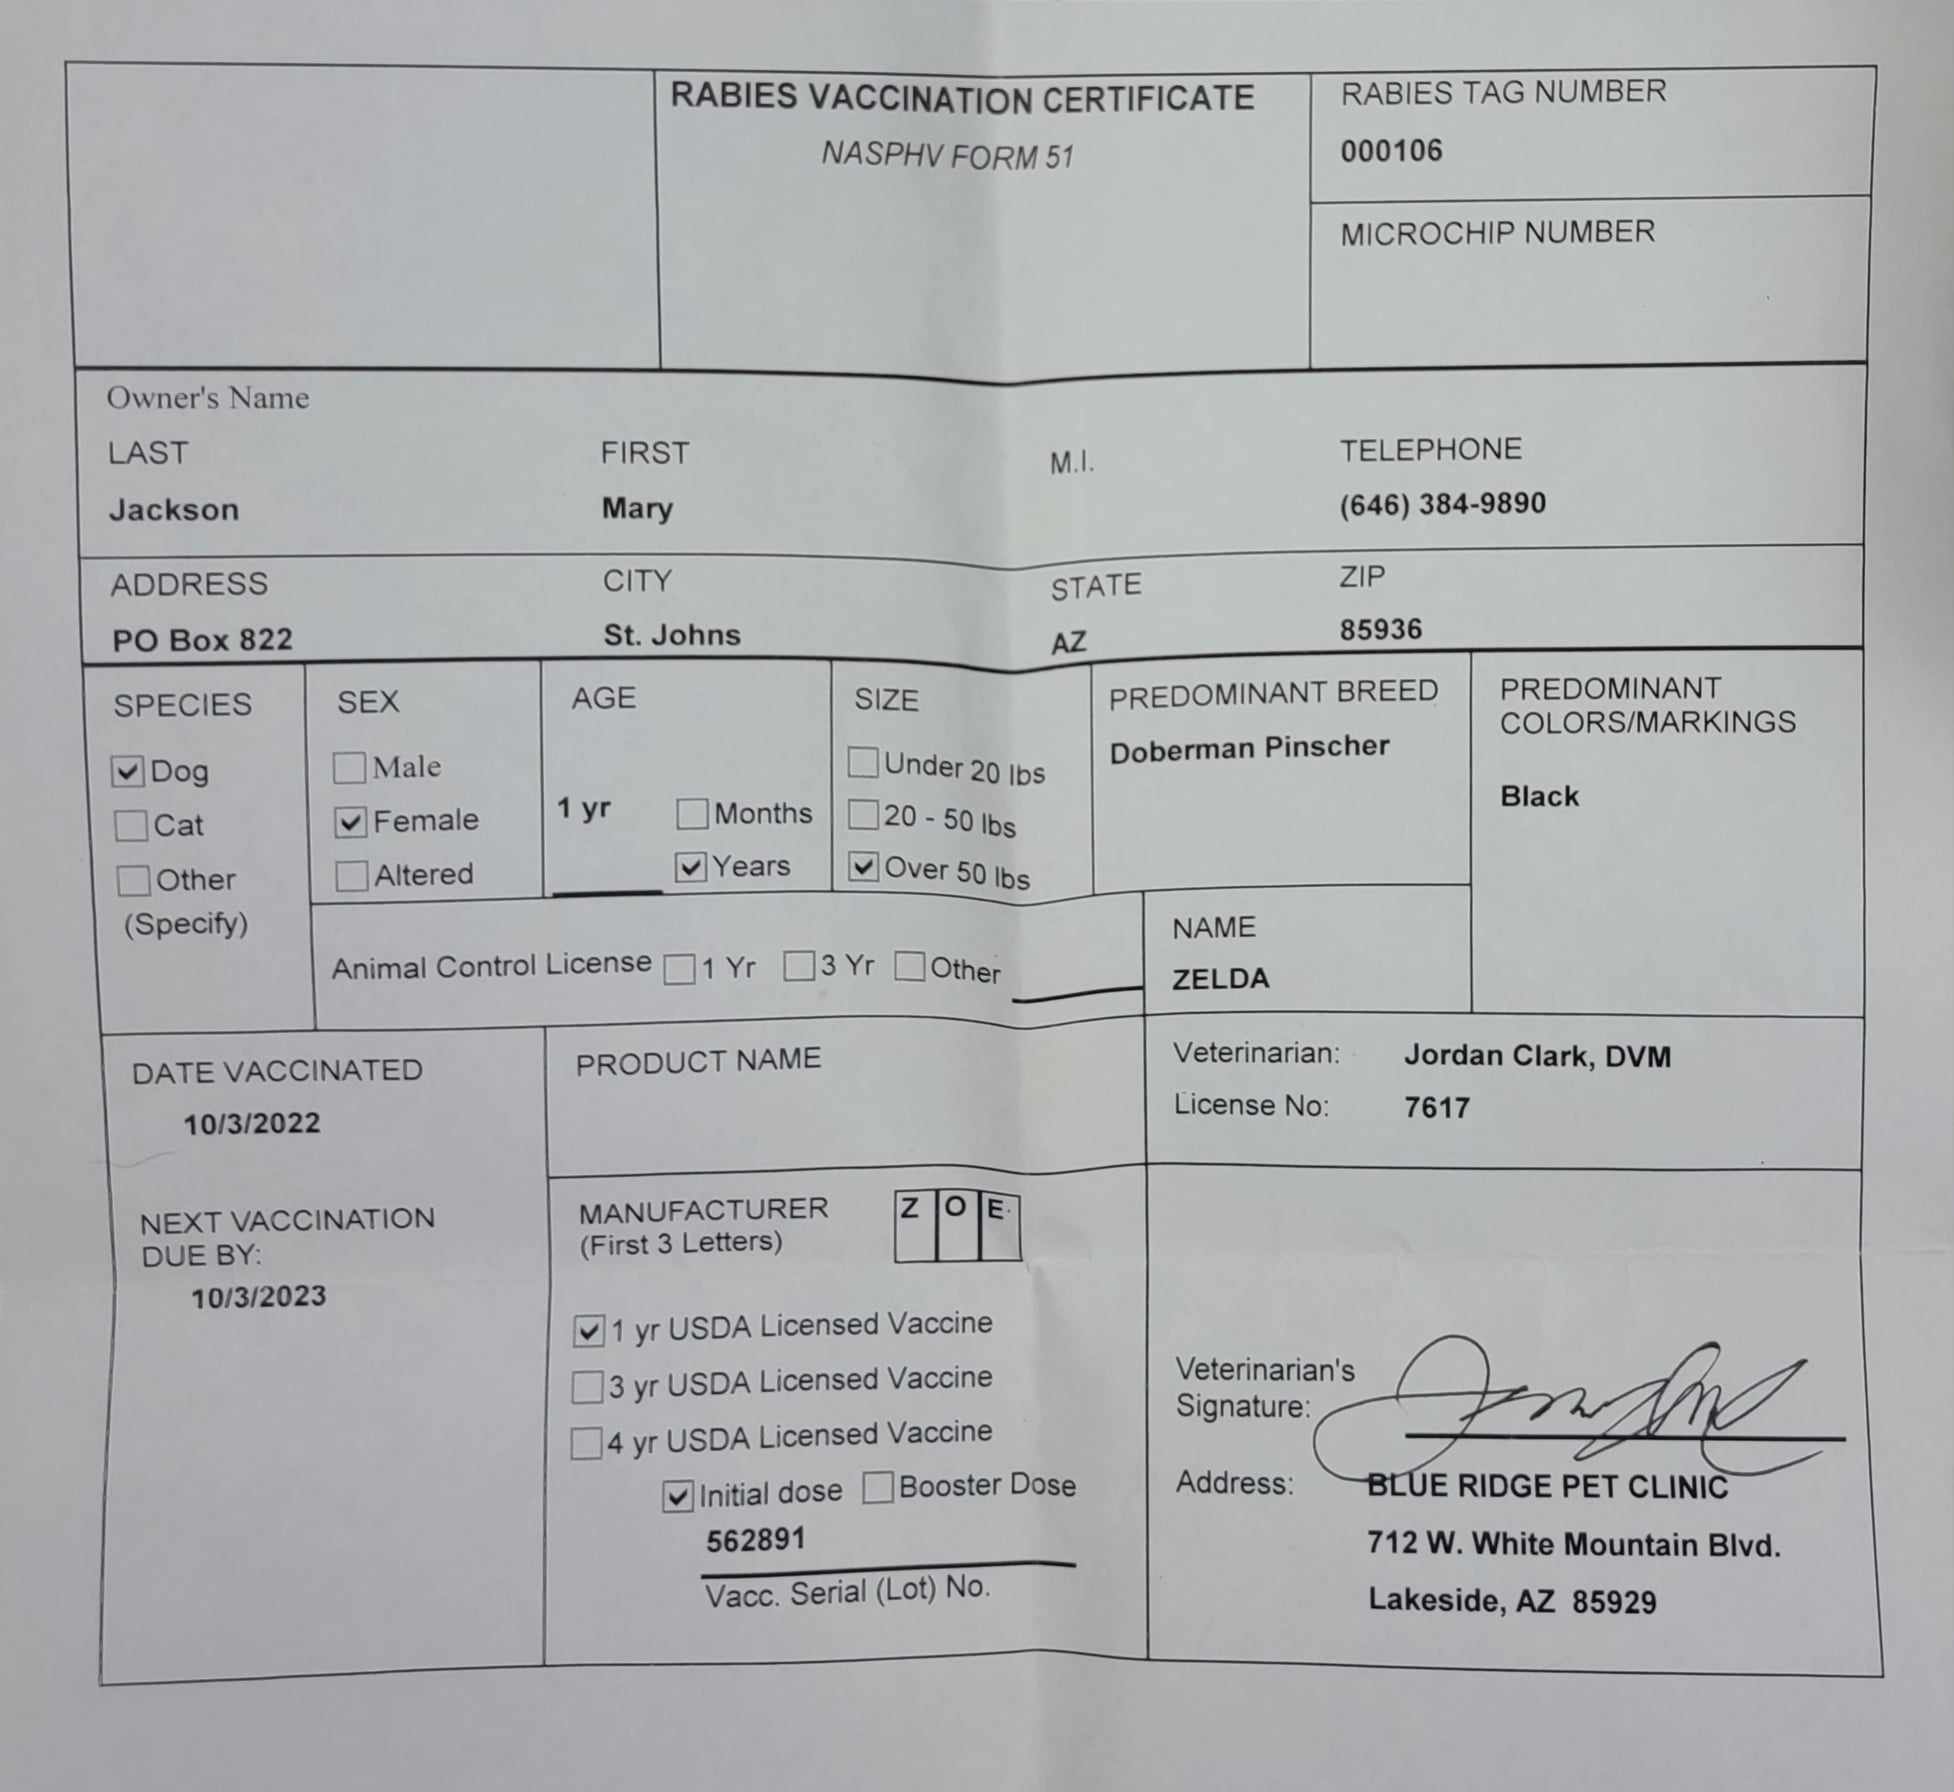 RABIES VACCINATION CERTIFICATE
NASPHV FORM 51
RABIES TAG NUMBER
000106
MICROCHIP NUMBER
Owner's Name
LAST FIRST M.I. TELEPHONE
Jackson Mary (646) 384-9890
ADDRESS CITY STATE ZIP
PO Box 822 St. Johns AZ 85936
SPECIES
Dog
Cat
Other
(Specify)
SEX
Male
Female
Altered
AGE
1 yr
Months
Years
SIZE
Under 20 lbs
20 - 50 lbs
Over 50 lbs
PREDOMINANT BREED
Doberman Pinscher
PREDOMINANT
COLORS/MARKINGS
Black
Animal Control License 1 Yr 3 Yr Other
NAME
ZELDA
DATE VACCINATED
10/3/2022
NEXT VACCINATION
DUE BY:
10/3/2023
PRODUCT NAME
MANUFACTURER
(First 3 Letters)
Z O E
1 yr USDA Licensed Vaccine
3 yr USDA Licensed Vaccine
4 yr USDA Licensed Vaccine
Initial dose Booster Dose
562891
Vacc. Serial (Lot) No.
Veterinarian: Jordan Clark, DVM
License No: 7617
Veterinarian's
Signature:
Address: BLUE RIDGE PET CLINIC
712 W. White Mountain Blvd.
Lakeside, AZ 85929